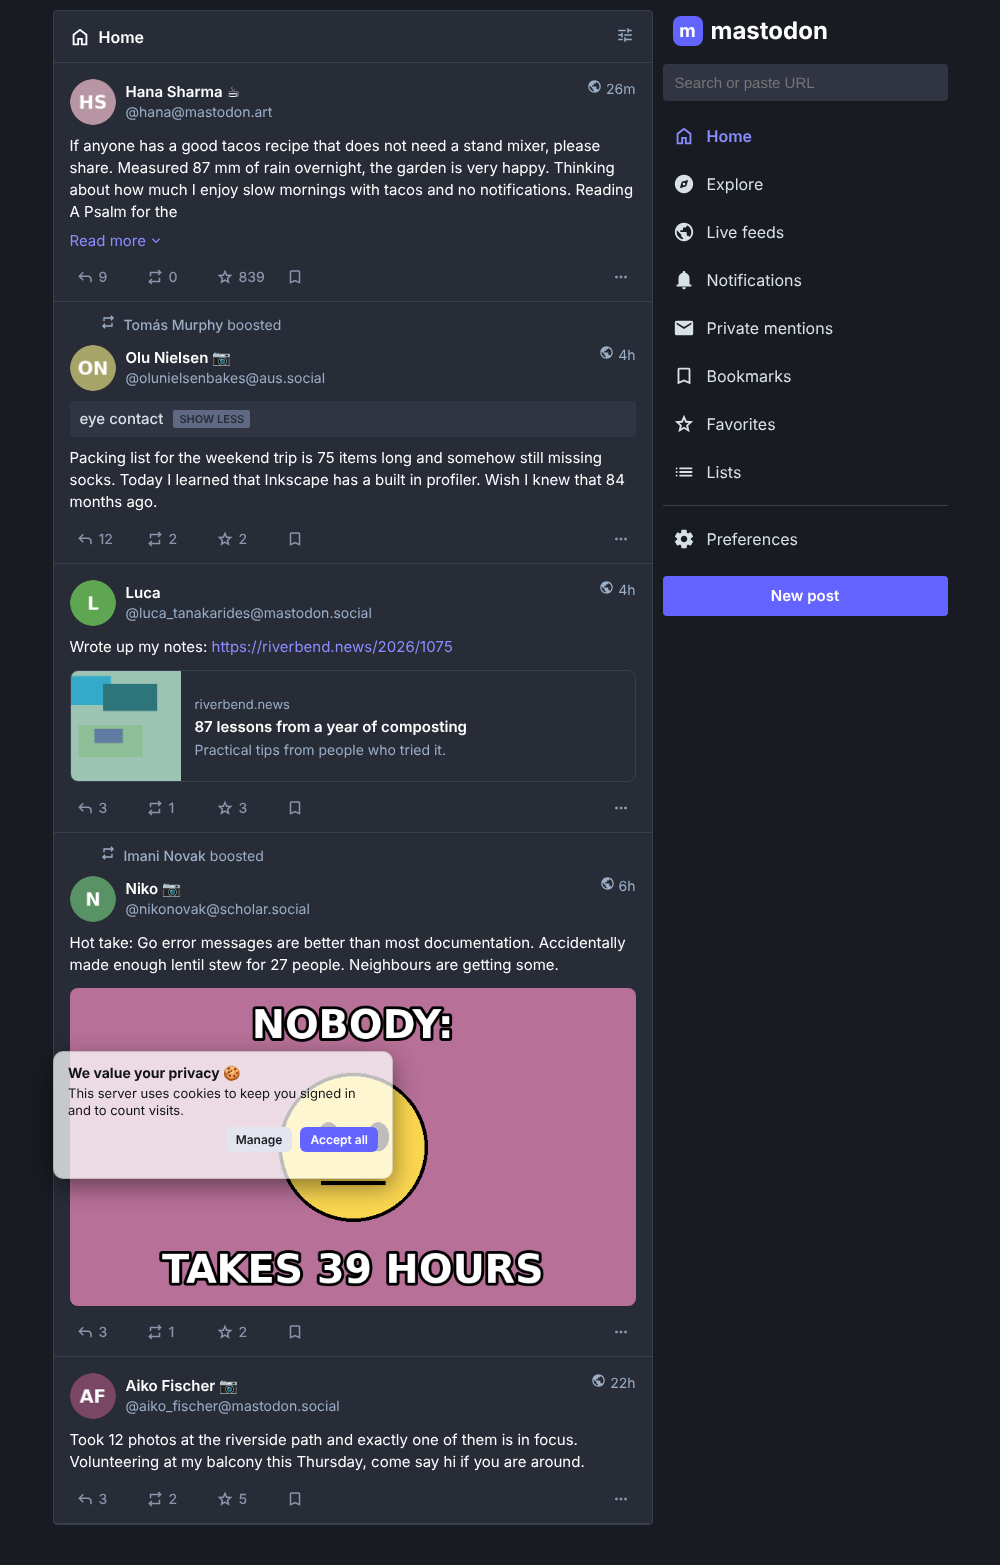 Home
HS
Hana Sharma ☕
26m
@hana@mastodon.art
If anyone has a good tacos recipe that does not need a stand mixer, please
share. Measured 87 mm of rain overnight, the garden is very happy. Thinking
about how much I enjoy slow mornings with tacos and no notifications. Reading
A Psalm for the
Read more
9
0
839
Tomás Murphy boosted
ON
Olu Nielsen 📷
4h
@olunielsenbakes@aus.social
eye contact
SHOW LESS
Packing list for the weekend trip is 75 items long and somehow still missing
socks. Today I learned that Inkscape has a built in profiler. Wish I knew that 84
months ago.
12
2
2
L
Luca
4h
@luca_tanakarides@mastodon.social
Wrote up my notes: https://riverbend.news/2026/1075
riverbend.news
87 lessons from a year of composting
Practical tips from people who tried it.
3
1
3
Imani Novak boosted
N
Niko 📷
6h
@nikonovak@scholar.social
Hot take: Go error messages are better than most documentation. Accidentally
made enough lentil stew for 27 people. Neighbours are getting some.
NOBODY:
We value your privacy 🍪
This server uses cookies to keep you signed in
and to count visits.
Manage
Accept all
TAKES 39 HOURS
3
1
2
AF
Aiko Fischer 📷
22h
@aiko_fischer@mastodon.social
Took 12 photos at the riverside path and exactly one of them is in focus.
Volunteering at my balcony this Thursday, come say hi if you are around.
3
2
5
m
mastodon
Search or paste URL
Home
Explore
Live feeds
Notifications
Private mentions
Bookmarks
Favorites
Lists
Preferences
New post